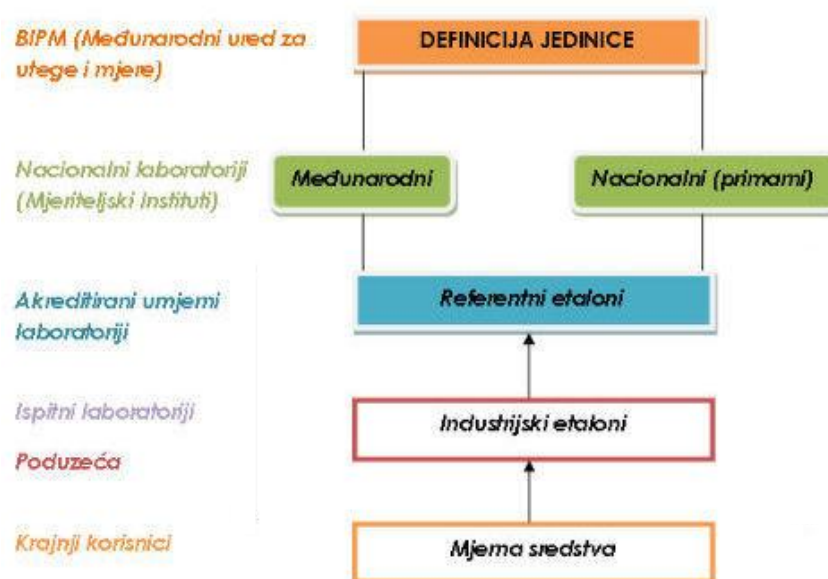 BIPM (Međunarodni ured za
utege i mjere)
DEFINICIJA JEDINICE
Nacionalni laboratoriji
(Mjeriteljski Instituti)
Međunarodni
Nacionalni (primarni)
Akreditirani umjerni
laboratoriji
Referentni etaloni
Ispitni laboratoriji
Poduzeća
Industrijski etaloni
Krajnji korisnici
Mjerna sredstva